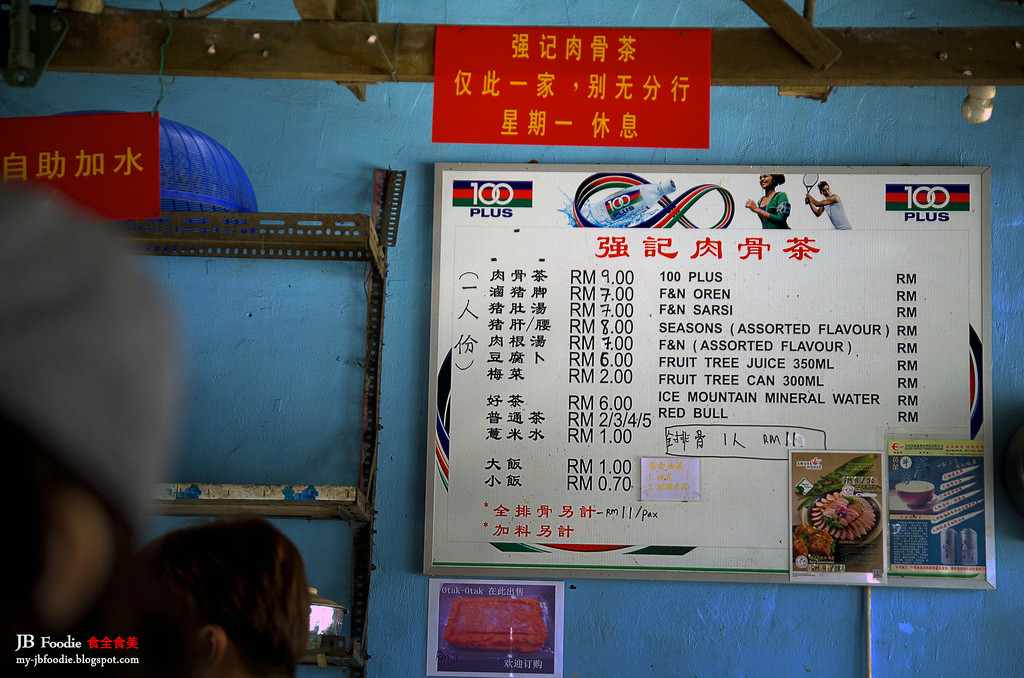 强记肉骨茶
仅此一家，别无分行
星期一 休息
自助加水
100 PLUS
100 PLUS
100
强記肉骨茶
(一人份)
肉骨茶 RM 9.00
滷猪脚 RM 7.00
猪肚湯 RM 7.00
猪肝/腰 RM 8.00
肉根湯 RM 7.00
豆腐卜 RM 6.00
梅菜 RM 2.00
好茶 RM 6.00
普通茶 RM 2/3/4/5
薏米水 RM 1.00
大飯 RM 1.00
小飯 RM 0.70
*全排骨另計-RM11/pax
*加料另計
100 PLUS RM
F&N OREN RM
F&N SARSI RM
SEASONS (ASSORTED FLAVOUR) RM
F&N (ASSORTED FLAVOUR) RM
FRUIT TREE JUICE 350ML RM
FRUIT TREE CAN 300ML RM
ICE MOUNTAIN MINERAL WATER RM
RED BULL RM
全排骨 1人 RM 11
Otak-Otak 在此出售
欢迎订购
JB Foodie 食全食美
my-jbfoodie.blogspot.com